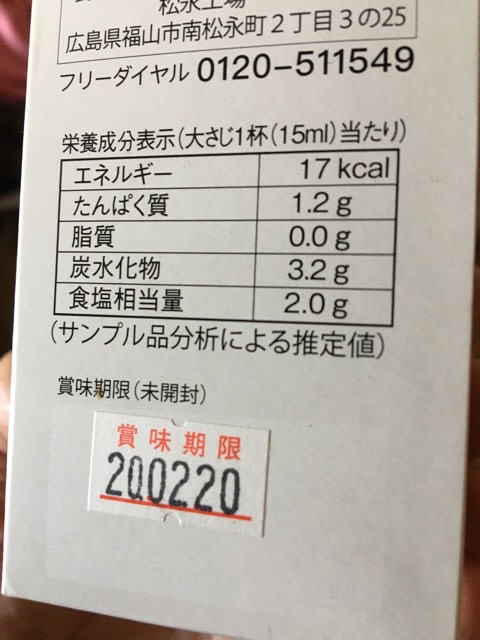 松永工場
広島県福山市南松永町2丁目3の25
フリーダイヤル 0120-511549
栄養成分表示(大さじ1杯(15ml)当たり)
エネルギー 17 kcal
たんぱく質 1.2 g
脂質 0.0 g
炭水化物 3.2 g
食塩相当量 2.0 g
(サンプル品分析による推定値)
賞味期限(未開封)
賞味期限
200220